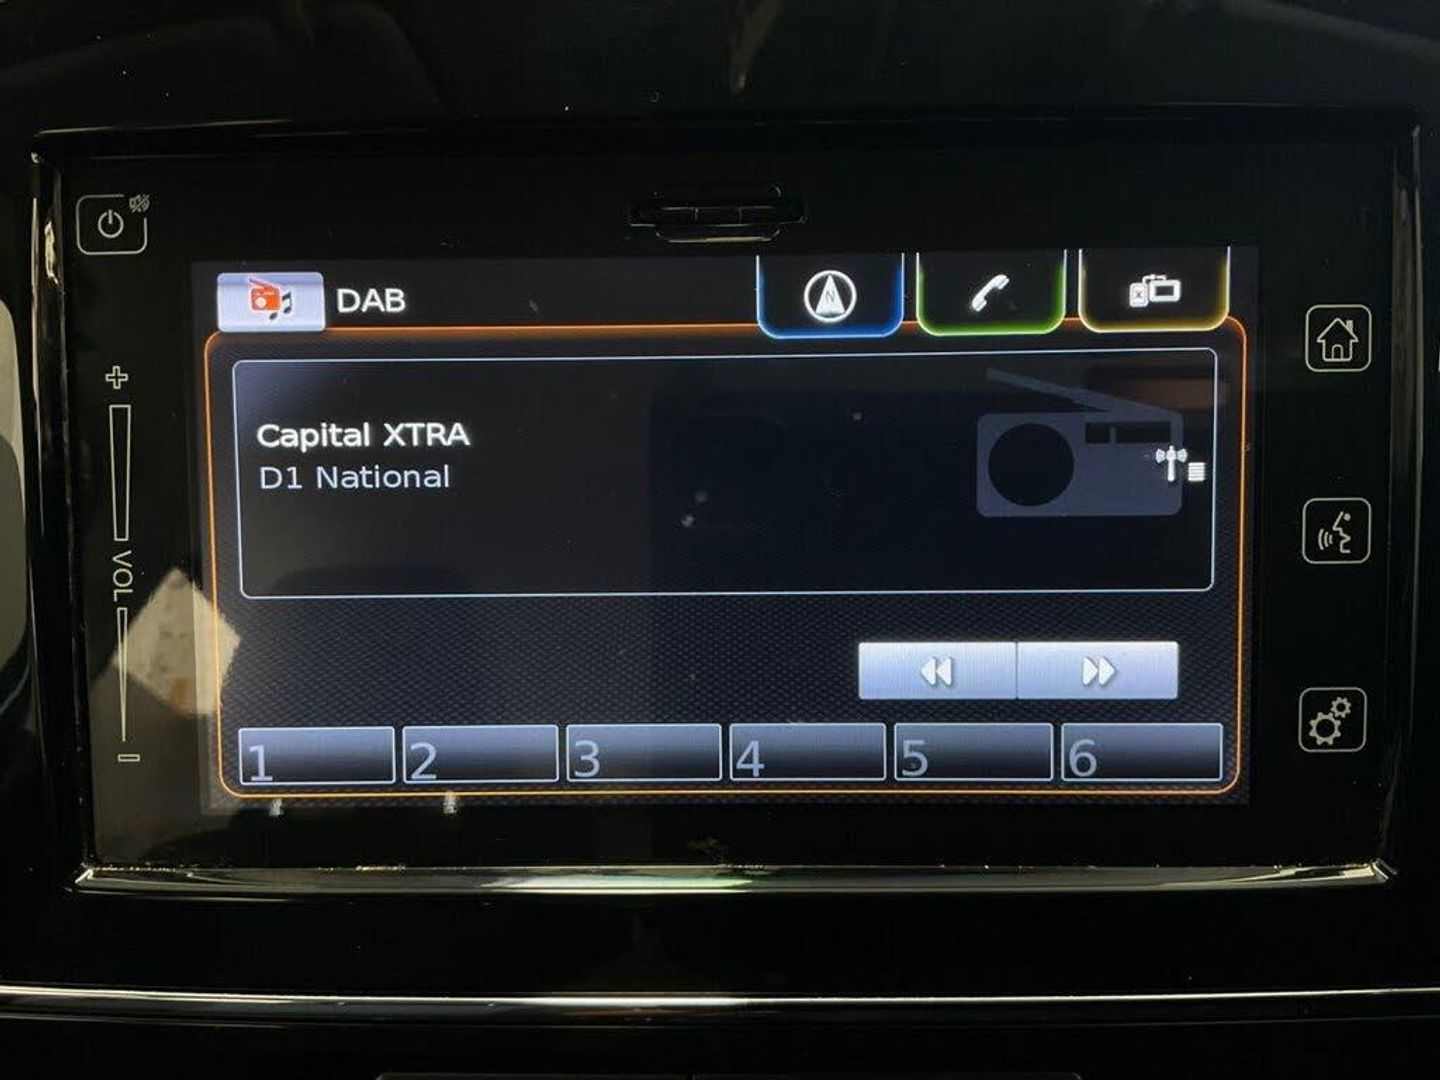 DAB
N
Capital XTRA
D1 National
+
VOL
-
1 2 3 4 5 6